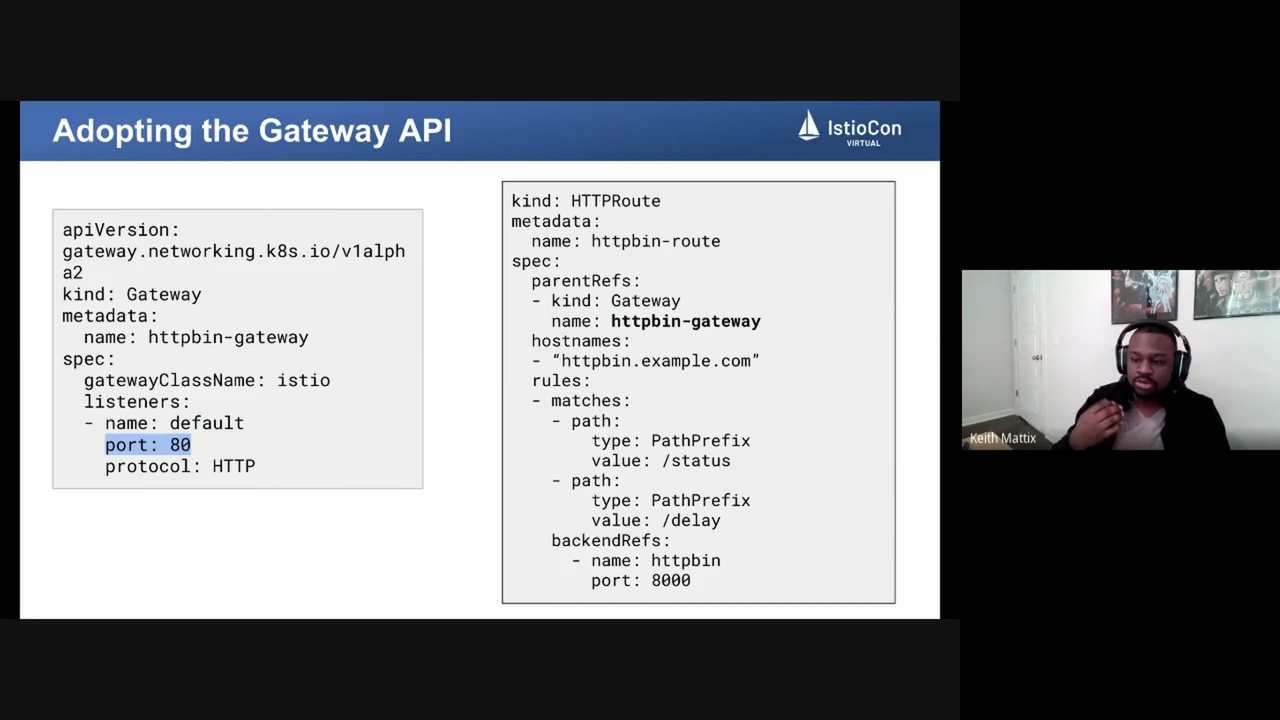 Adopting the Gateway API
IstioCon
VIRTUAL
apiVersion:
gateway.networking.k8s.io/v1alph
a2
kind: Gateway
metadata:
  name: httpbin-gateway
spec:
  gatewayClassName: istio
  listeners:
  - name: default
    port: 80
    protocol: HTTP
kind: HTTPRoute
metadata:
  name: httpbin-route
spec:
  parentRefs:
  - kind: Gateway
    name: httpbin-gateway
  hostnames:
  - “httpbin.example.com”
  rules:
  - matches:
    - path:
        type: PathPrefix
        value: /status
    - path:
        type: PathPrefix
        value: /delay
    backendRefs:
      - name: httpbin
        port: 8000
Keith Mattix